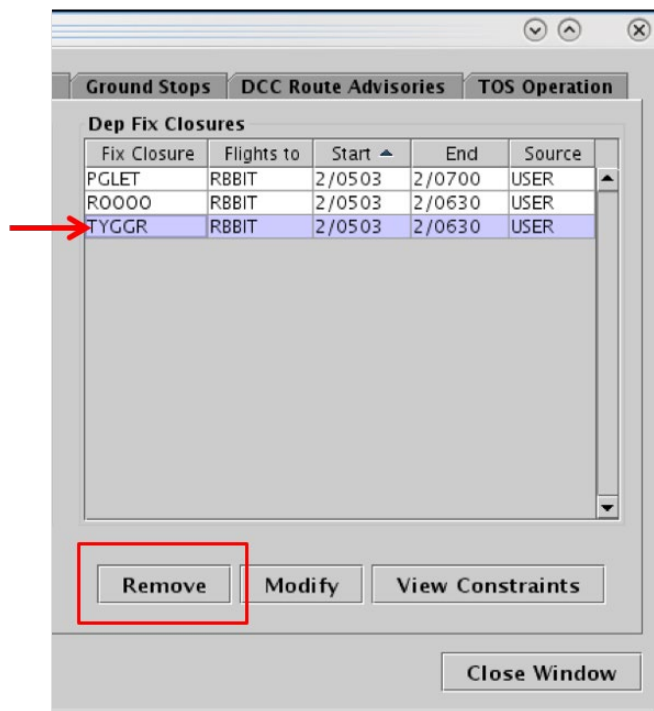 Ground Stops DCC Route Advisories TOS Operation
Dep Fix Closures
Fix Closure Flights to Start End Source
PGLET RBBIT 2/0503 2/0700 USER
ROOOO RBBIT 2/0503 2/0630 USER
TYGGR RBBIT 2/0503 2/0630 USER
Remove Modify View Constraints
Close Window